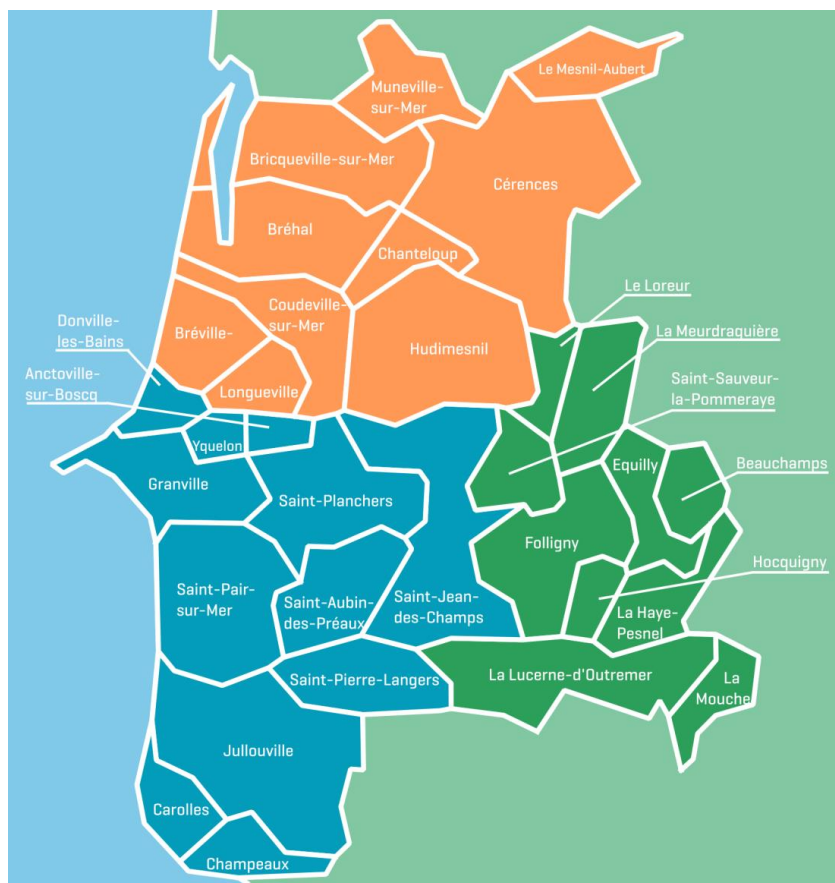 Le Mesnil-Aubert
Muneville-
sur-Mer
Bricqueville-sur-Mer
Cérences
Bréhal
Chanteloup
Le Loreur
Donville-
les-Bains
Coudeville-
sur-Mer
Bréville-
La Meurdraquière
Hudimesnil
Anctoville-
sur-Boscq
Saint-Sauveur-
la-Pommeraye
Longueville
Yquelon
Equilly
Beauchamps
Granville
Saint-Planchers
Folligny
Hocquigny
Saint-Pair-
sur-Mer
Saint-Aubin-
des-Préaux
Saint-Jean-
des-Champs
La Haye-
Pesnel
Saint-Pierre-Langers
La Lucerne-d'Outremer
La
Mouche
Jullouville
Carolles
Champeaux